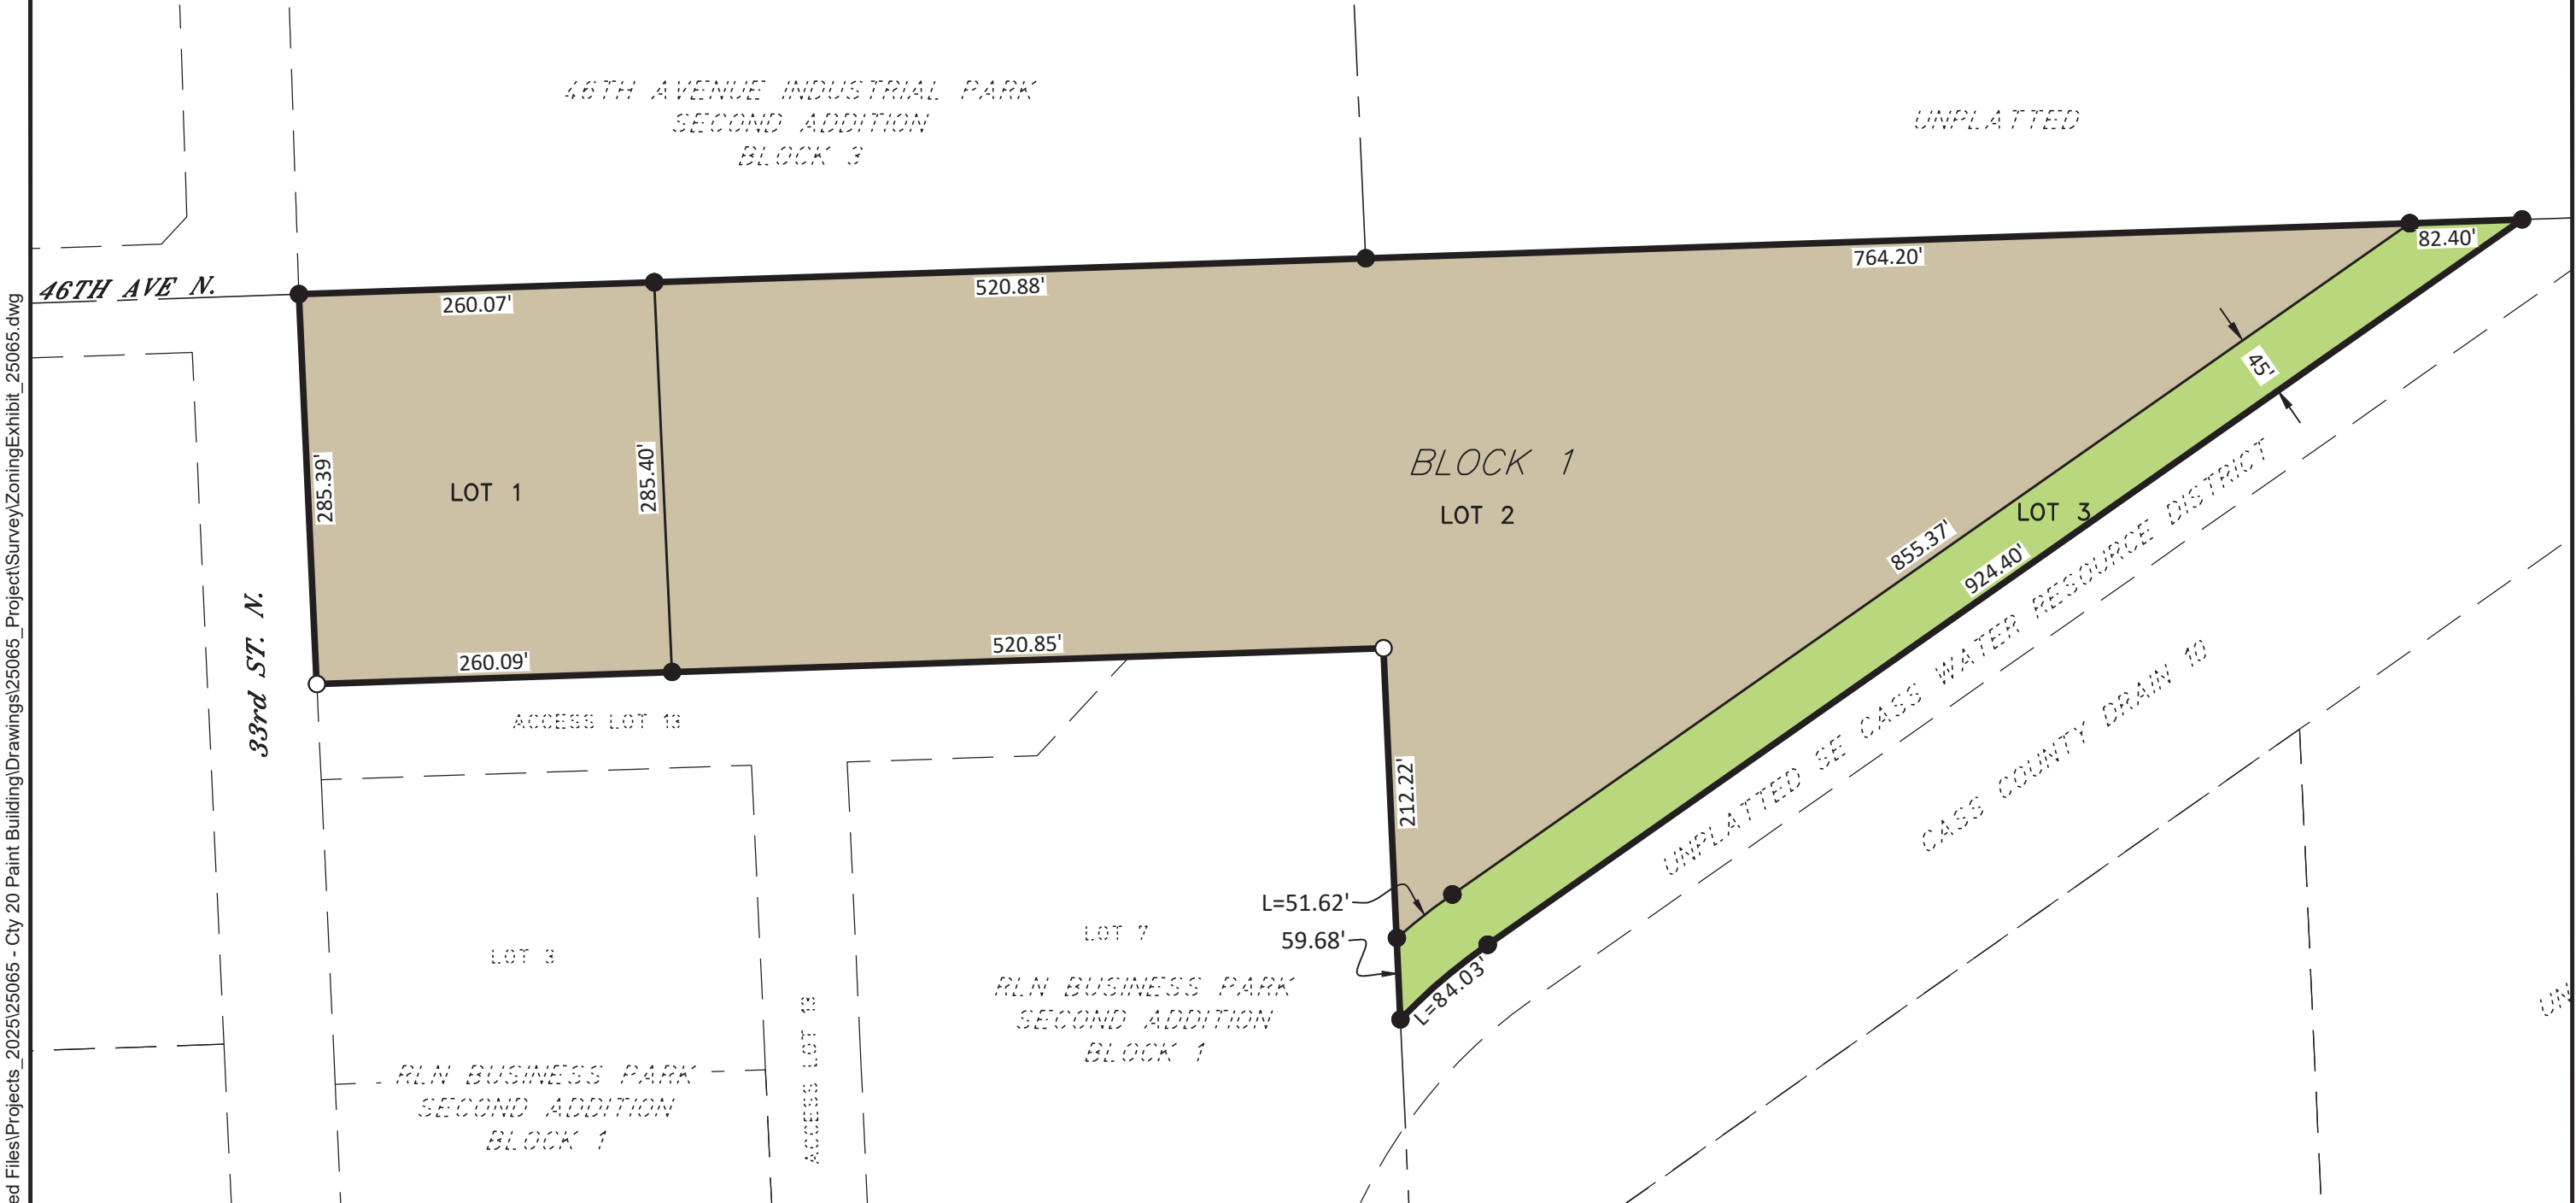 46TH AVENUE INDUSTRIAL PARK
SECOND ADDITION
BLOCK 3
UNPLATTED
46TH AVE N.
260.07'
520.88'
764.20'
82.40'
45'
285.39'
LOT 1
285.40'
BLOCK 1
LOT 2
LOT 3
855.37'
924.40'
UNPLATTED SE CASS WATER RESOURCE DISTRICT
CASS COUNTY DRAIN 10
33rd ST. N.
260.09'
520.85'
ACCESS LOT 13
212.22'
L=51.62'
59.68'
L=84.03'
LOT 3
RLN BUSINESS PARK
SECOND ADDITION
BLOCK 1
ACCESS LOT 13
LOT 7
RLN BUSINESS PARK
SECOND ADDITION
BLOCK 1
UN
ed Files\Projects_2025\25065 - Cty 20 Paint Building\Drawings\25065_Project\Survey\ZoningExhibit_25065.dwg